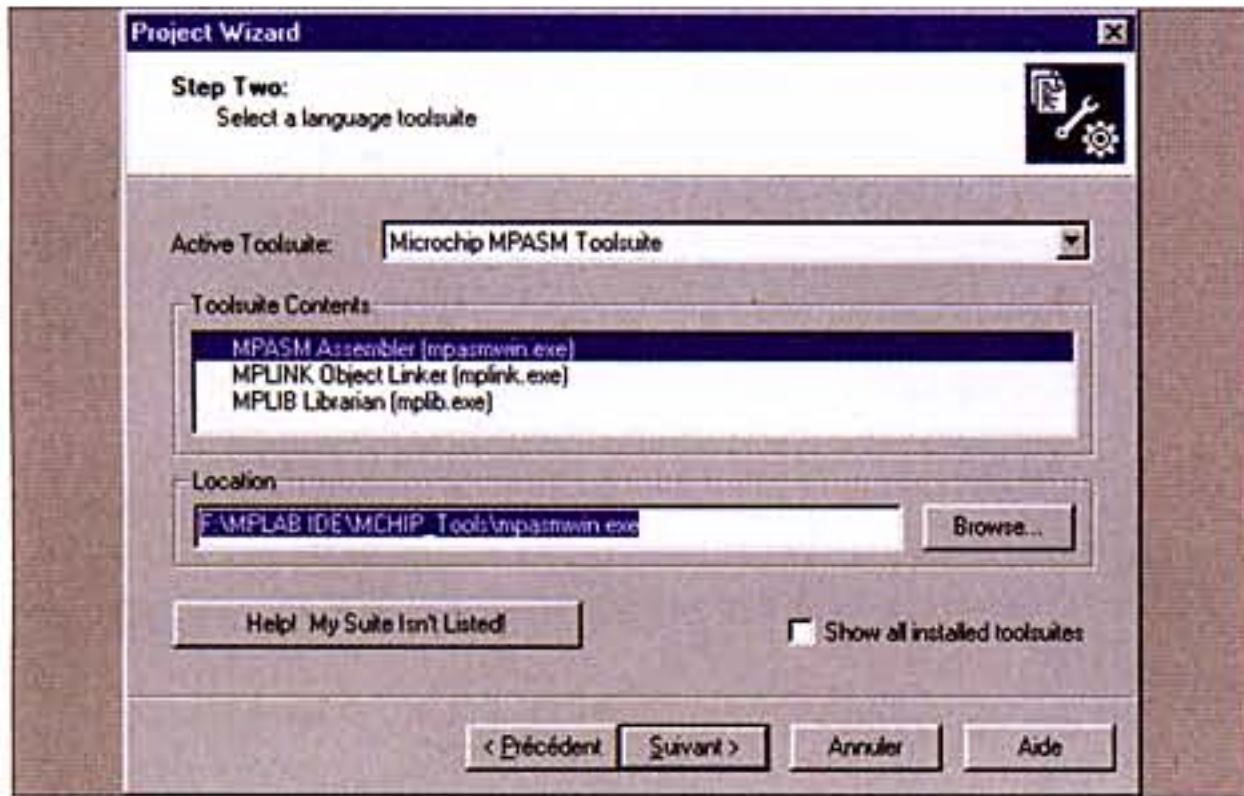 Project Wizard
Step Two:
Select a language toolsuite
Active Toolsuite: Microchip MPASM Toolsuite
Toolsuite Contents
MPASM Assembler (mpasmwin.exe)
MPLINK Object Linker (mplink.exe)
MPLIB Librarian (mplib.exe)
Location
F:\MPLAB IDE\MCHIP_Tools\mpasmwin.exe Browse...
Help! My Suite Isn't Listed! Show all installed toolsuites
< Précédent Suivant > Annuler Aide